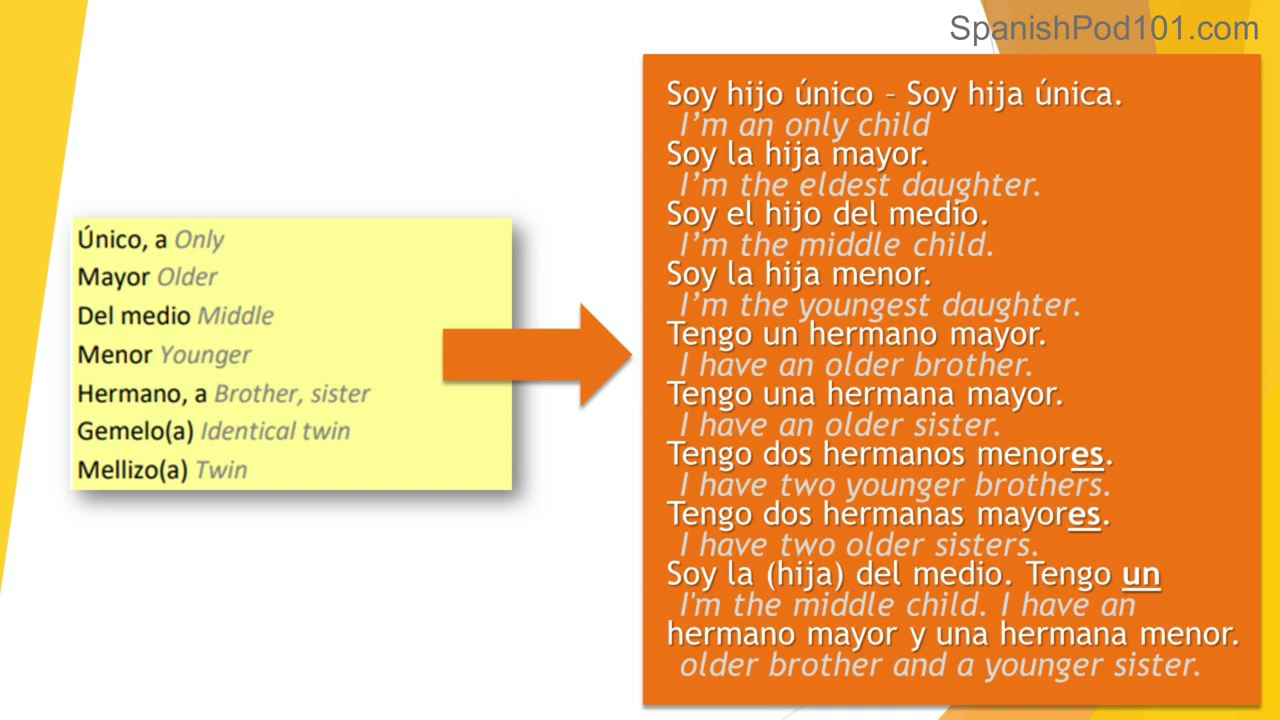 SpanishPod101.com
Único, a Only
Mayor Older
Del medio Middle
Menor Younger
Hermano, a Brother, sister
Gemelo(a) Identical twin
Mellizo(a) Twin
Soy hijo único – Soy hija única.
I’m an only child
Soy la hija mayor.
I’m the eldest daughter.
Soy el hijo del medio.
I’m the middle child.
Soy la hija menor.
I’m the youngest daughter.
Tengo un hermano mayor.
I have an older brother.
Tengo una hermana mayor.
I have an older sister.
Tengo dos hermanos menores.
I have two younger brothers.
Tengo dos hermanas mayores.
I have two older sisters.
Soy la (hija) del medio. Tengo un
I'm the middle child. I have an
hermano mayor y una hermana menor.
older brother and a younger sister.